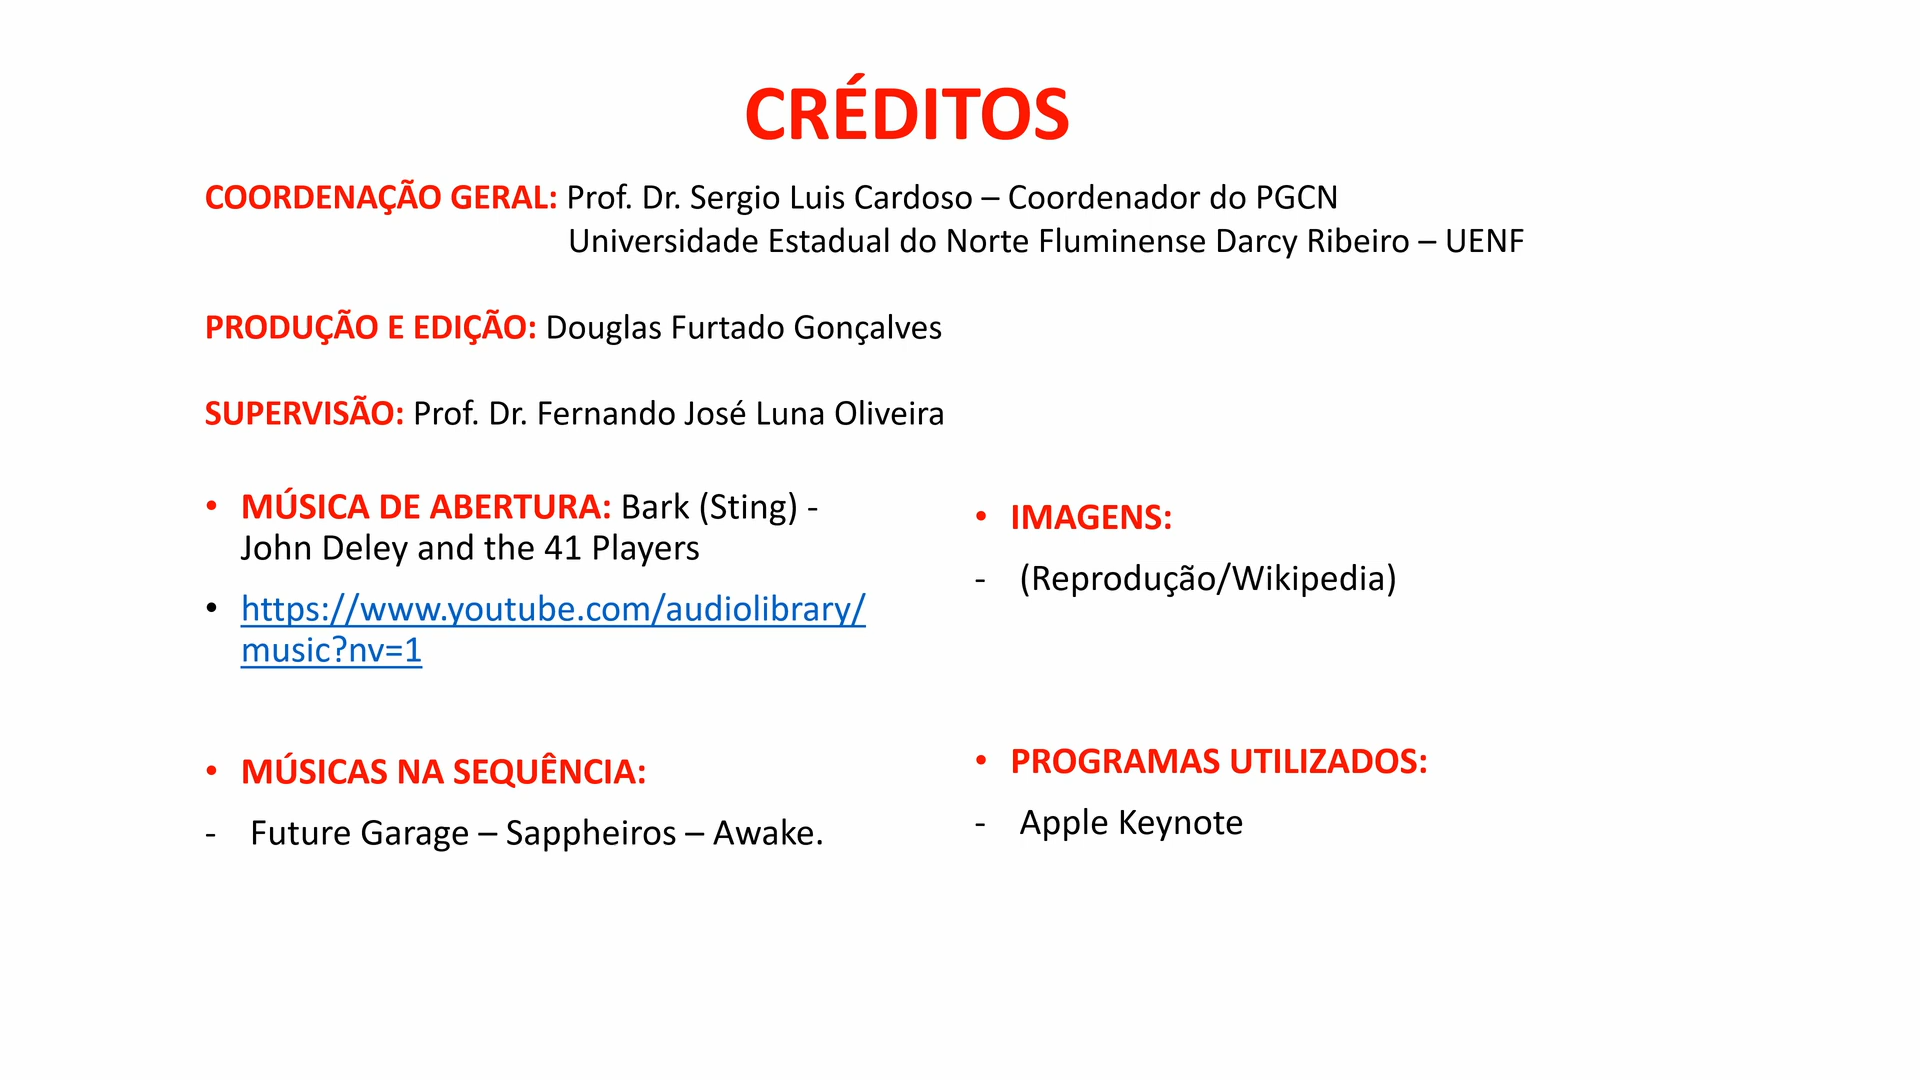 CRÉDITOS
COORDENAÇÃO GERAL: Prof. Dr. Sergio Luis Cardoso – Coordenador do PGCN
Universidade Estadual do Norte Fluminense Darcy Ribeiro – UENF
PRODUÇÃO E EDIÇÃO: Douglas Furtado Gonçalves
SUPERVISÃO: Prof. Dr. Fernando José Luna Oliveira
• MÚSICA DE ABERTURA: Bark (Sting) -
John Deley and the 41 Players
• https://www.youtube.com/audiolibrary/
music?nv=1
• MÚSICAS NA SEQUÊNCIA:
- Future Garage – Sappheiros – Awake.
• IMAGENS:
- (Reprodução/Wikipedia)
• PROGRAMAS UTILIZADOS:
- Apple Keynote